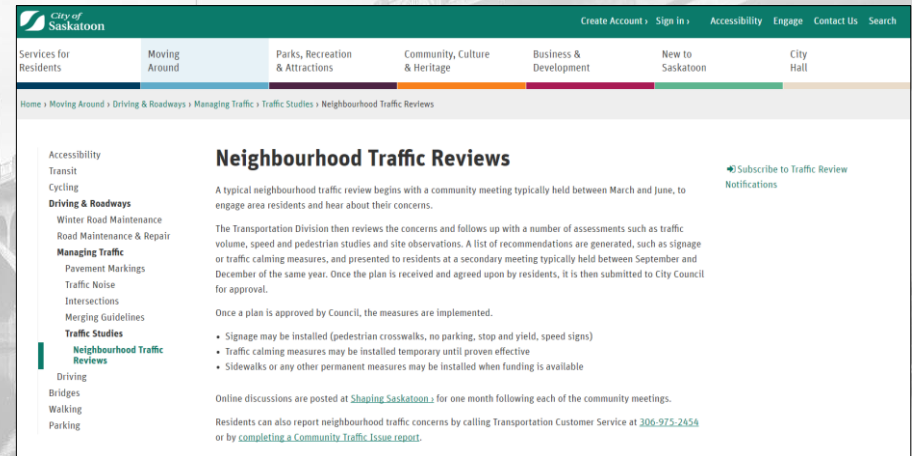 City of
Saskatoon
Create Account › Sign in › Accessibility Engage Contact Us Search
Services for
Residents
Moving
Around
Parks, Recreation
& Attractions
Community, Culture
& Heritage
Business &
Development
New to
Saskatoon
City
Hall
Home › Moving Around › Driving & Roadways › Managing Traffic › Traffic Studies › Neighbourhood Traffic Reviews
Accessibility
Transit
Cycling
Driving & Roadways
Winter Road Maintenance
Road Maintenance & Repair
Managing Traffic
Pavement Markings
Traffic Noise
Intersections
Merging Guidelines
Traffic Studies
Neighbourhood Traffic
Reviews
Driving
Bridges
Walking
Parking
Neighbourhood Traffic Reviews
A typical neighbourhood traffic review begins with a community meeting typically held between March and June, to
engage area residents and hear about their concerns.
The Transportation Division then reviews the concerns and follows up with a number of assessments such as traffic
volume, speed and pedestrian studies and site observations. A list of recommendations are generated, such as signage
or traffic calming measures, and presented to residents at a secondary meeting typically held between September and
December of the same year. Once the plan is received and agreed upon by residents, it is then submitted to City Council
for approval.
Once a plan is approved by Council, the measures are implemented.
• Signage may be installed (pedestrian crosswalks, no parking, stop and yield, speed signs)
• Traffic calming measures may be installed temporary until proven effective
• Sidewalks or any other permanent measures may be installed when funding is available
Online discussions are posted at Shaping Saskatoon › for one month following each of the community meetings.
Residents can also report neighbourhood traffic concerns by calling Transportation Customer Service at 306-975-2454
or by completing a Community Traffic Issue report.
Subscribe to Traffic Review
Notifications